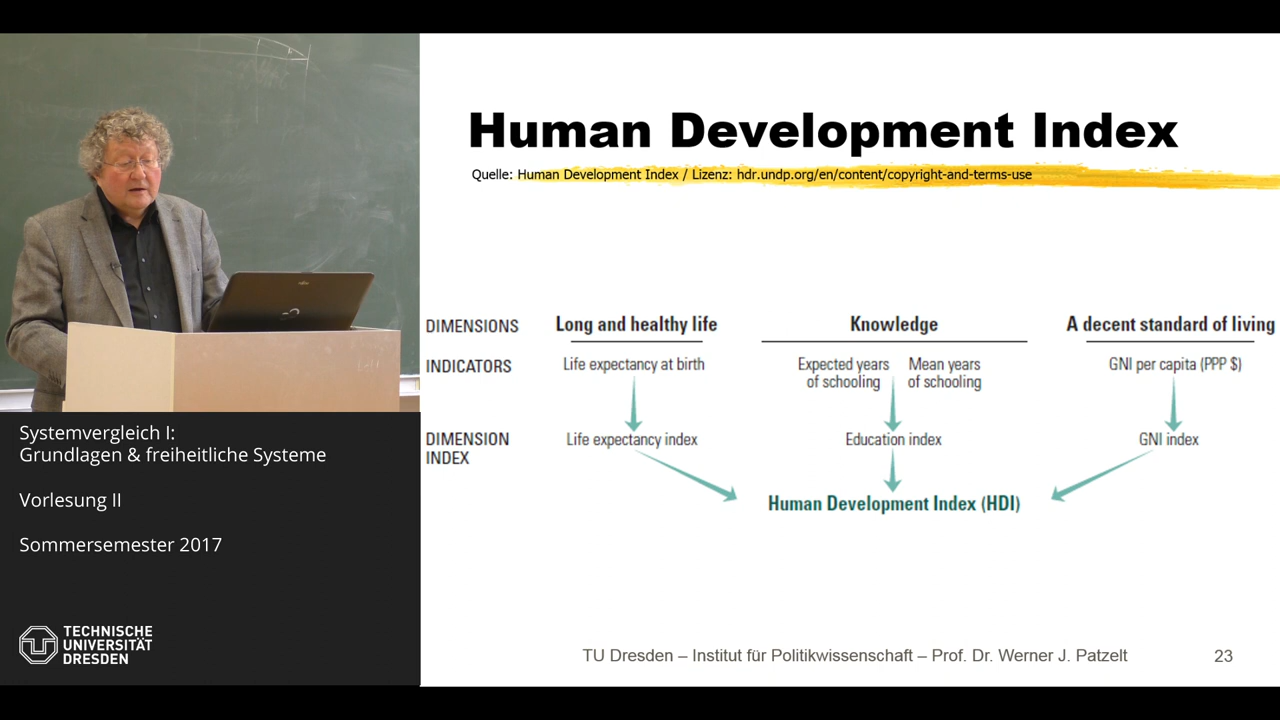 Human Development Index
Quelle: Human Development Index / Lizenz: hdr.undp.org/en/content/copyright-and-terms-use
DIMENSIONS
Long and healthy life
Knowledge
A decent standard of living
INDICATORS
Life expectancy at birth
Expected years
of schooling
Mean years
of schooling
GNI per capita (PPP $)
DIMENSION
INDEX
Life expectancy index
Education index
GNI index
Human Development Index (HDI)
TU Dresden – Institut für Politikwissenschaft – Prof. Dr. Werner J. Patzelt
23
Systemvergleich I:
Grundlagen & freiheitliche Systeme
Vorlesung II
Sommersemester 2017
TECHNISCHE
UNIVERSITÄT
DRESDEN